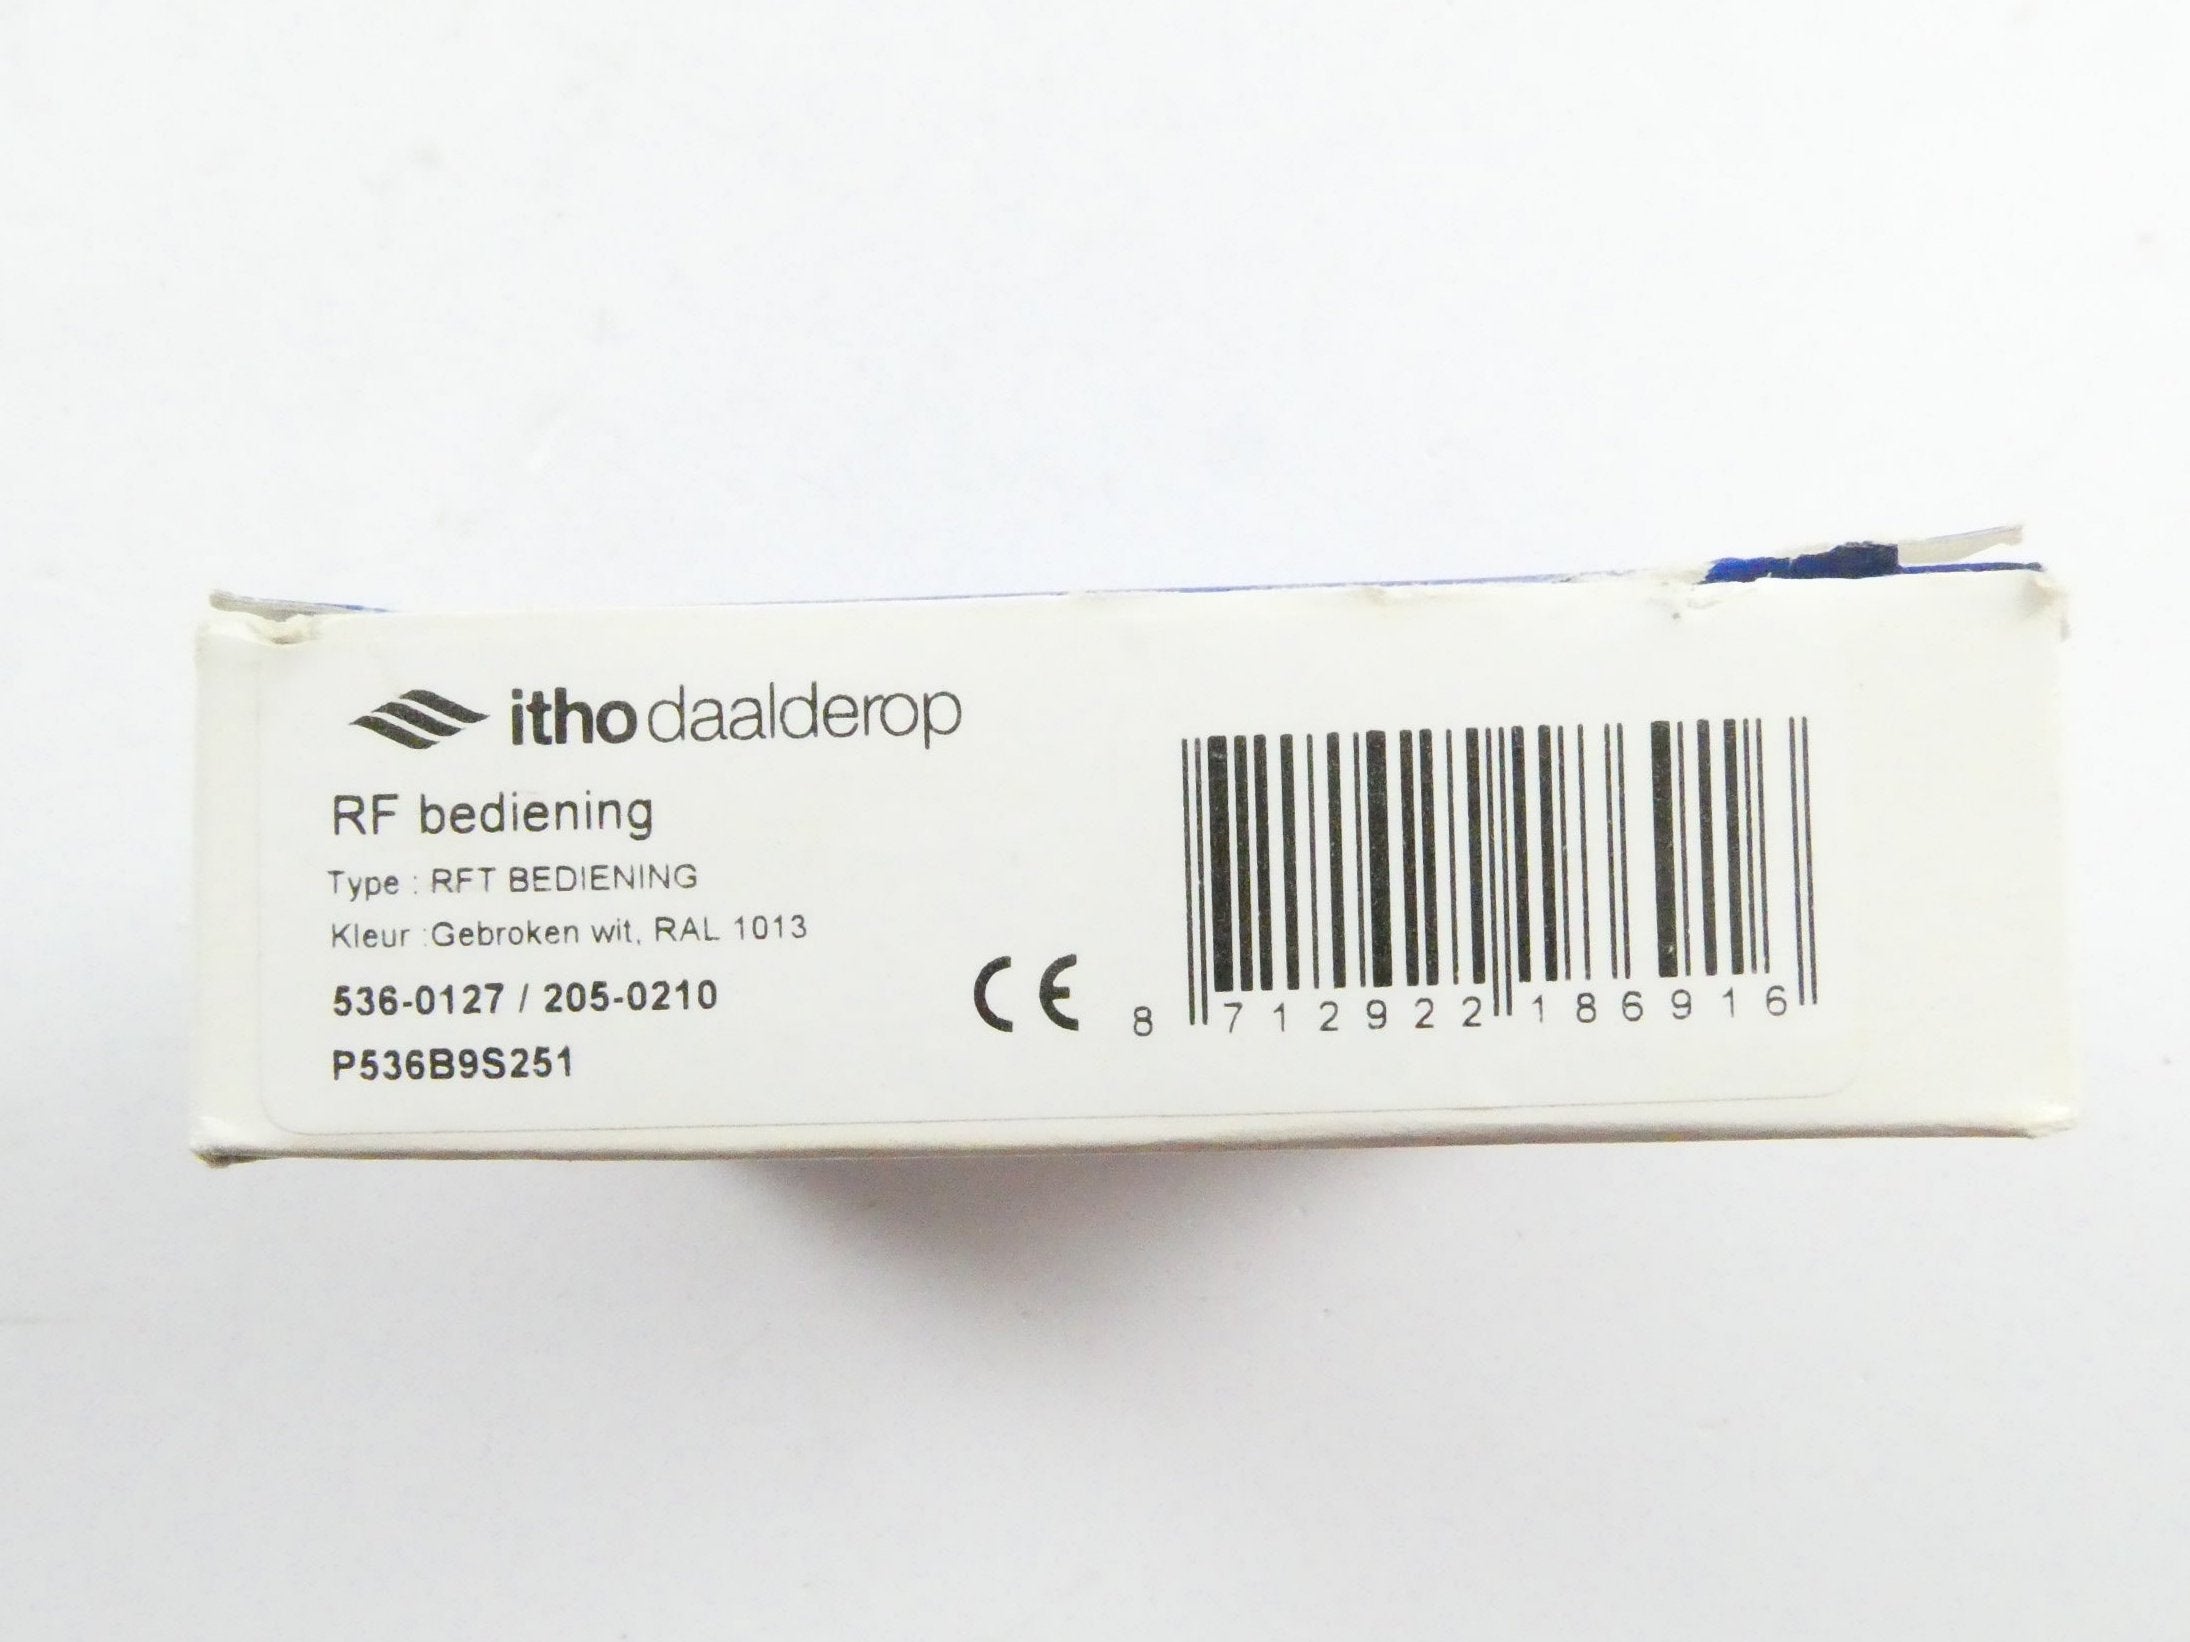 itho daalderop
RF bediening
Type : RFT BEDIENING
Kleur :Gebroken wit, RAL 1013
536-0127 / 205-0210
P536B9S251
CE
8 712922 186916